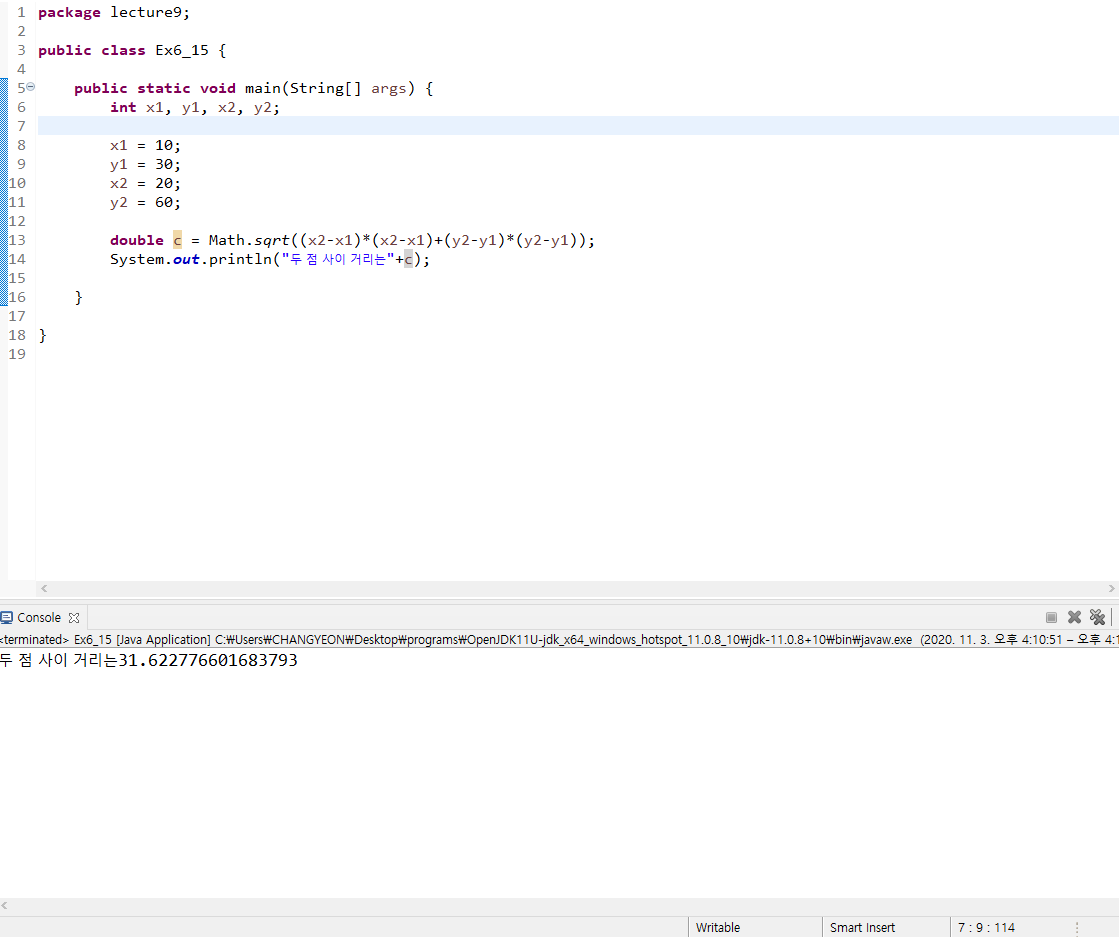 1 package lecture9;
2
3 public class Ex6_15 {
4
5 public static void main(String[] args) {
6 int x1, y1, x2, y2;
7
8 x1 = 10;
9 y1 = 30;
10 x2 = 20;
11 y2 = 60;
12
13 double c = Math.sqrt((x2-x1)*(x2-x1)+(y2-y1)*(y2-y1));
14 System.out.println("두 점 사이 거리는"+c);
15
16 }
17
18 }
19
Console
<terminated> Ex6_15 [Java Application] C:₩Users₩CHANGYEON₩Desktop₩programs₩OpenJDK11U-jdk_x64_windows_hotspot_11.0.8_10₩jdk-11.0.8+10₩bin₩javaw.exe (2020. 11. 3. 오후 4:10:51 – 오후 4:1
두 점 사이 거리는31.622776601683793
Writable Smart Insert 7 : 9 : 114